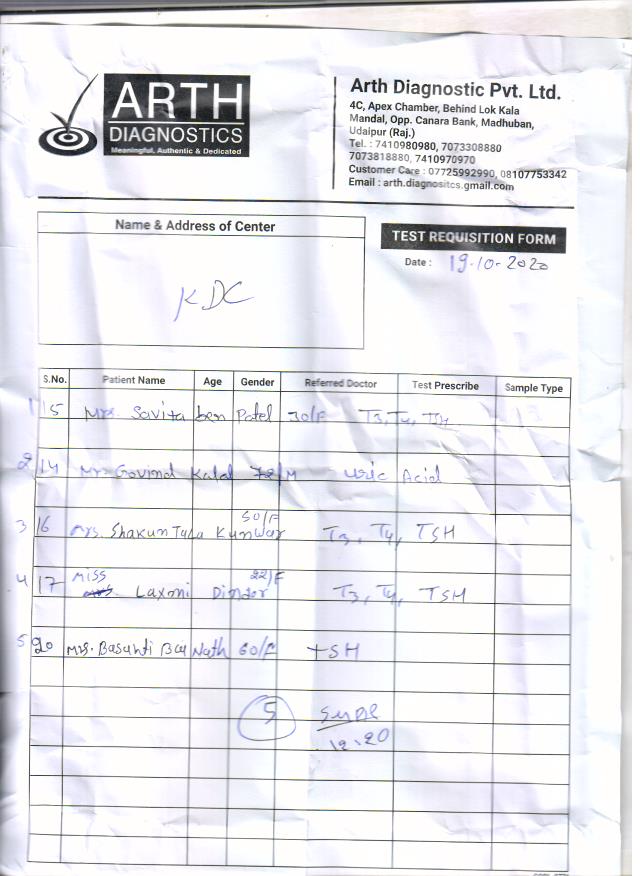 ARTH
DIAGNOSTICS
Meaningful, Authentic & Dedicated
Arth Diagnostic Pvt. Ltd.
4C, Apex Chamber, Behind Lok Kala
Mandal, Opp. Canara Bank, Madhuban,
Udaipur (Raj.)
Tel. : 7410980980, 7073308880
7073818880, 7410970970
Customer Care : 07725992990, 08107753342
Email : arth.diagnositcs.gmail.com
Name & Address of Center
KDC
TEST REQUISITION FORM
Date : 19-10-2020
S.No. Patient Name Age Gender Referred Doctor Test Prescribe Sample Type
1 15 Mrs. Savita ben Patel 30/F T3, T4, TSH
2 14 Mr. Govind Kalal 72/M Uric Acid
3 16 Mrs. Shakuntala Kunwar 50/F T3, T4, TSH
4 17 Miss Laxmi Dindor 22/F T3, T4, TSH
5 20 Mrs. Basanti Bai Nath 60/F TSH
5
12.20